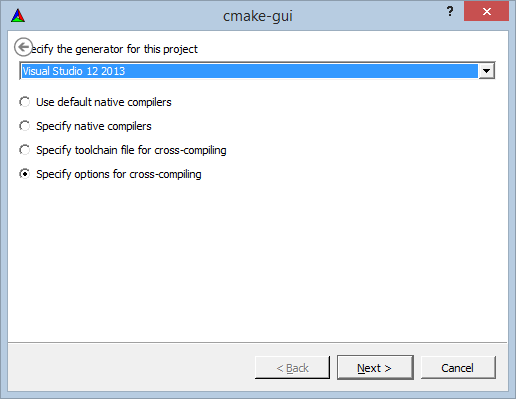 cmake-gui
?
ecify the generator for this project
Visual Studio 12 2013
Use default native compilers
Specify native compilers
Specify toolchain file for cross-compiling
Specify options for cross-compiling
< Back
Next >
Cancel